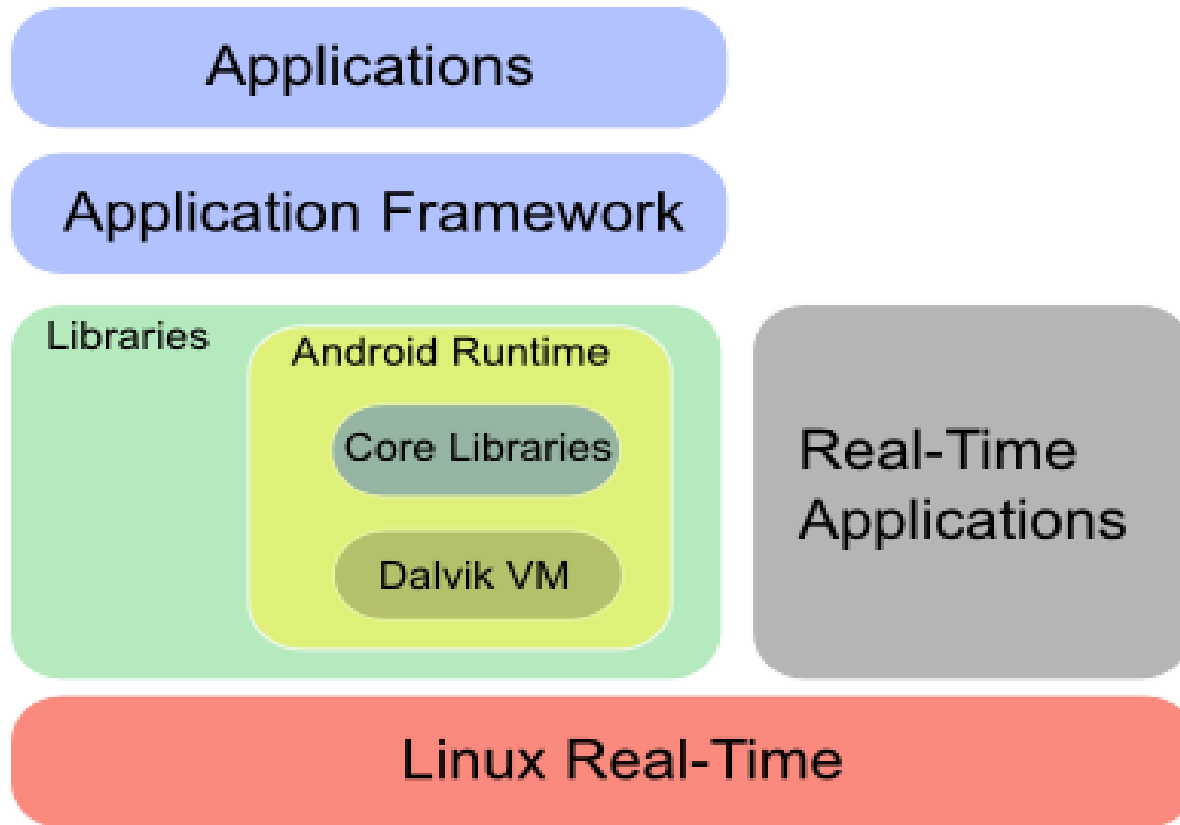 Applications
Application Framework
Libraries
Android Runtime
Core Libraries
Dalvik VM
Real-Time
Applications
Linux Real-Time